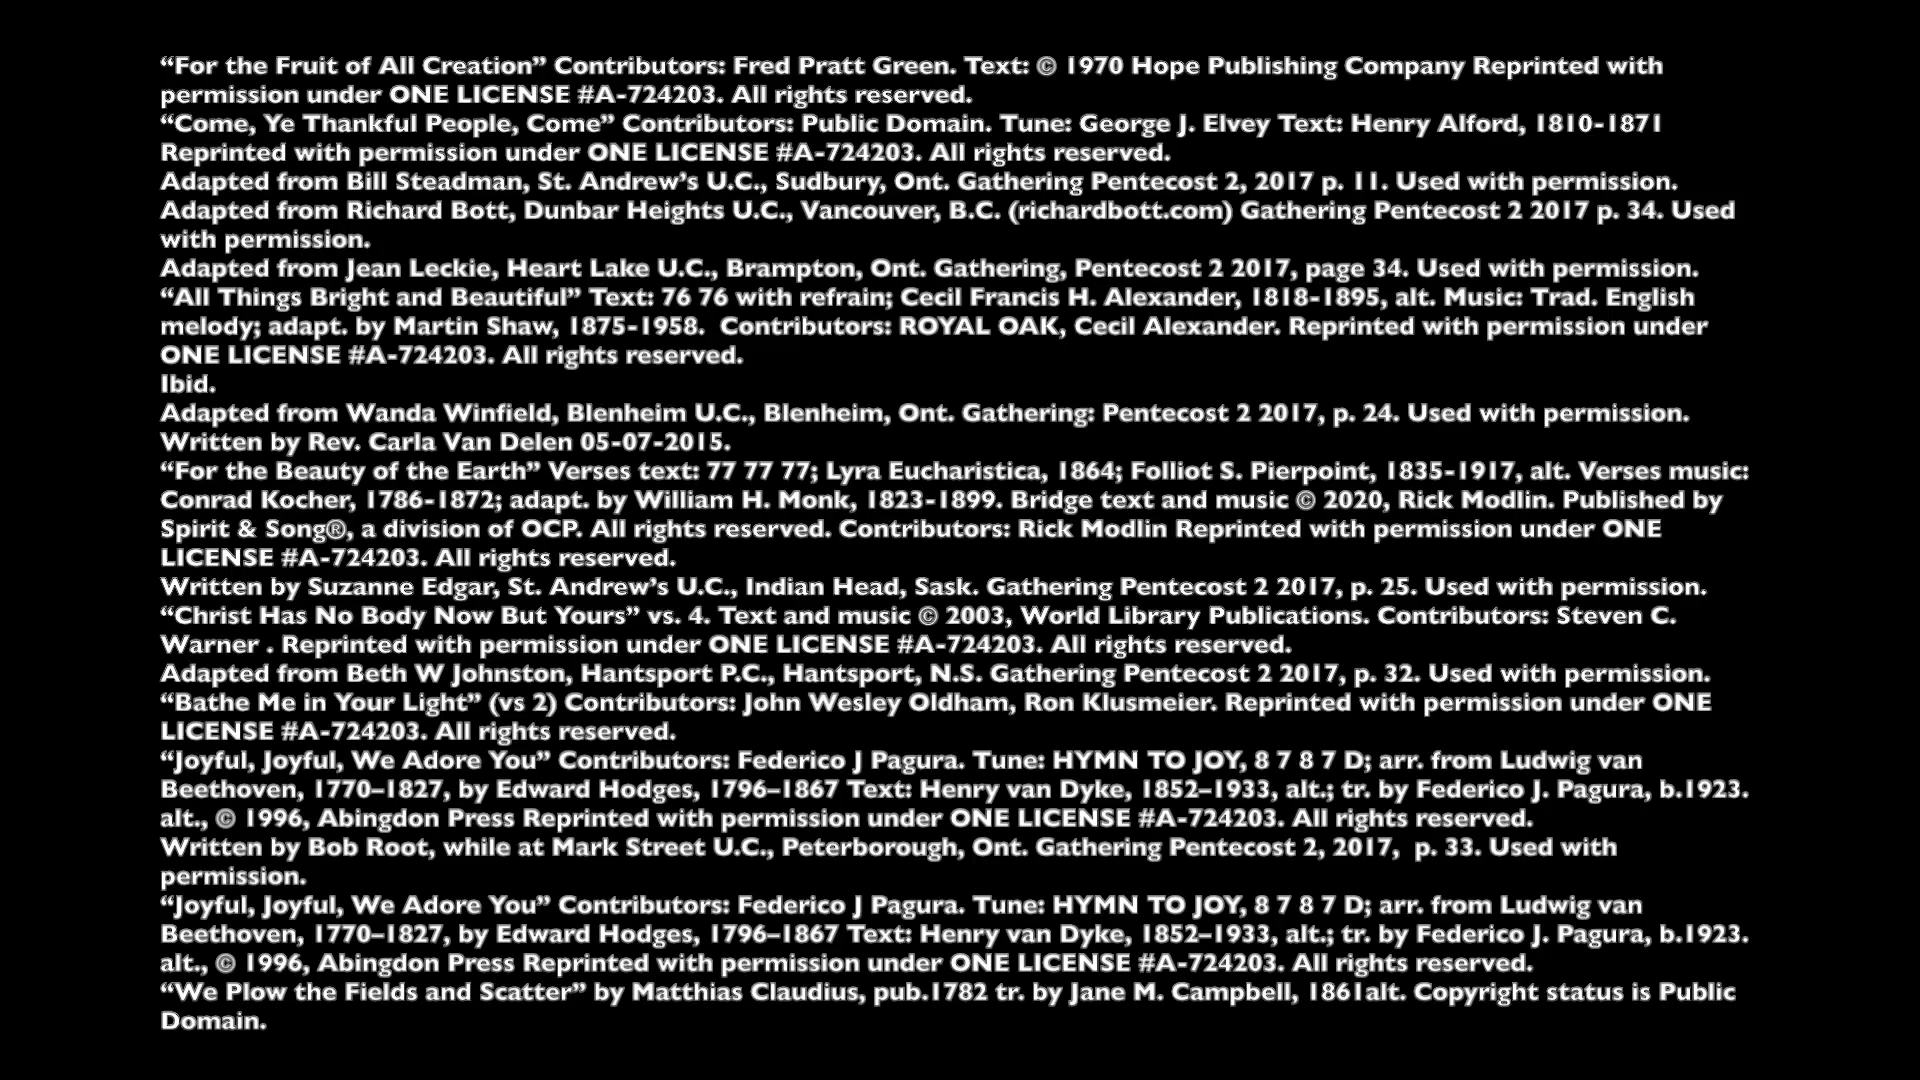 “For the Fruit of All Creation” Contributors: Fred Pratt Green. Text: © 1970 Hope Publishing Company Reprinted with
permission under ONE LICENSE #A-724203. All rights reserved.
“Come, Ye Thankful People, Come” Contributors: Public Domain. Tune: George J. Elvey Text: Henry Alford, 1810-1871
Reprinted with permission under ONE LICENSE #A-724203. All rights reserved.
Adapted from Bill Steadman, St. Andrew’s U.C., Sudbury, Ont. Gathering Pentecost 2, 2017 p. 11. Used with permission.
Adapted from Richard Bott, Dunbar Heights U.C., Vancouver, B.C. (richardbott.com) Gathering Pentecost 2 2017 p. 34. Used
with permission.
Adapted from Jean Leckie, Heart Lake U.C., Brampton, Ont. Gathering, Pentecost 2 2017, page 34. Used with permission.
“All Things Bright and Beautiful” Text: 76 76 with refrain; Cecil Francis H. Alexander, 1818-1895, alt. Music: Trad. English
melody; adapt. by Martin Shaw, 1875-1958.  Contributors: ROYAL OAK, Cecil Alexander. Reprinted with permission under
ONE LICENSE #A-724203. All rights reserved.
Ibid.
Adapted from Wanda Winfield, Blenheim U.C., Blenheim, Ont. Gathering: Pentecost 2 2017, p. 24. Used with permission.
Written by Rev. Carla Van Delen 05-07-2015.
“For the Beauty of the Earth” Verses text: 77 77 77; Lyra Eucharistica, 1864; Folliot S. Pierpoint, 1835-1917, alt. Verses music:
Conrad Kocher, 1786-1872; adapt. by William H. Monk, 1823-1899. Bridge text and music © 2020, Rick Modlin. Published by
Spirit & Song®, a division of OCP. All rights reserved. Contributors: Rick Modlin Reprinted with permission under ONE
LICENSE #A-724203. All rights reserved.
Written by Suzanne Edgar, St. Andrew’s U.C., Indian Head, Sask. Gathering Pentecost 2 2017, p. 25. Used with permission.
“Christ Has No Body Now But Yours” vs. 4. Text and music © 2003, World Library Publications. Contributors: Steven C.
Warner . Reprinted with permission under ONE LICENSE #A-724203. All rights reserved.
Adapted from Beth W Johnston, Hantsport P.C., Hantsport, N.S. Gathering Pentecost 2 2017, p. 32. Used with permission.
“Bathe Me in Your Light” (vs 2) Contributors: John Wesley Oldham, Ron Klusmeier. Reprinted with permission under ONE
LICENSE #A-724203. All rights reserved.
“Joyful, Joyful, We Adore You” Contributors: Federico J Pagura. Tune: HYMN TO JOY, 8 7 8 7 D; arr. from Ludwig van
Beethoven, 1770–1827, by Edward Hodges, 1796–1867 Text: Henry van Dyke, 1852–1933, alt.; tr. by Federico J. Pagura, b.1923.
alt., © 1996, Abingdon Press Reprinted with permission under ONE LICENSE #A-724203. All rights reserved.
Written by Bob Root, while at Mark Street U.C., Peterborough, Ont. Gathering Pentecost 2, 2017,  p. 33. Used with
permission.
“Joyful, Joyful, We Adore You” Contributors: Federico J Pagura. Tune: HYMN TO JOY, 8 7 8 7 D; arr. from Ludwig van
Beethoven, 1770–1827, by Edward Hodges, 1796–1867 Text: Henry van Dyke, 1852–1933, alt.; tr. by Federico J. Pagura, b.1923.
alt., © 1996, Abingdon Press Reprinted with permission under ONE LICENSE #A-724203. All rights reserved.
“We Plow the Fields and Scatter” by Matthias Claudius, pub.1782 tr. by Jane M. Campbell, 1861alt. Copyright status is Public
Domain.